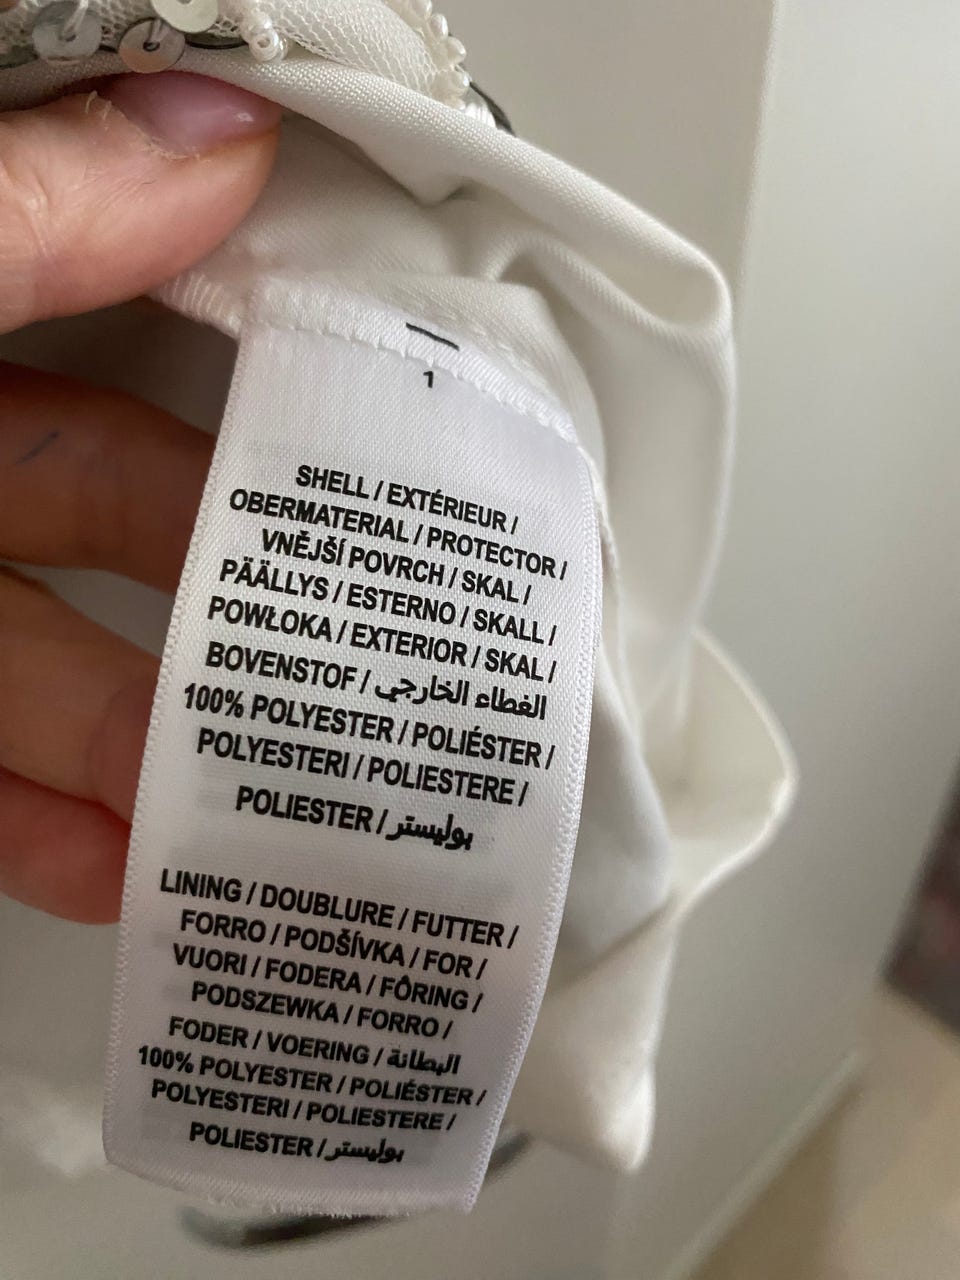 1
SHELL / EXTÉRIEUR /
OBERMATERIAL / PROTECTOR /
VNĚJŠÍ POVRCH / SKAL /
PÄÄLLYS / ESTERNO / SKALL /
POWŁOKA / EXTERIOR / SKAL /
BOVENSTOF / الغطاء الخارجي
100% POLYESTER / POLIÉSTER /
POLYESTERI / POLIESTERE /
POLIESTER / بوليستر
LINING / DOUBLURE / FUTTER /
FORRO / PODŠÍVKA / FOR /
VUORI / FODERA / FÔRING /
PODSZEWKA / FORRO /
FODER / VOERING / البطانة
100% POLYESTER / POLIÉSTER /
POLYESTERI / POLIESTERE /
POLIESTER / بوليستر